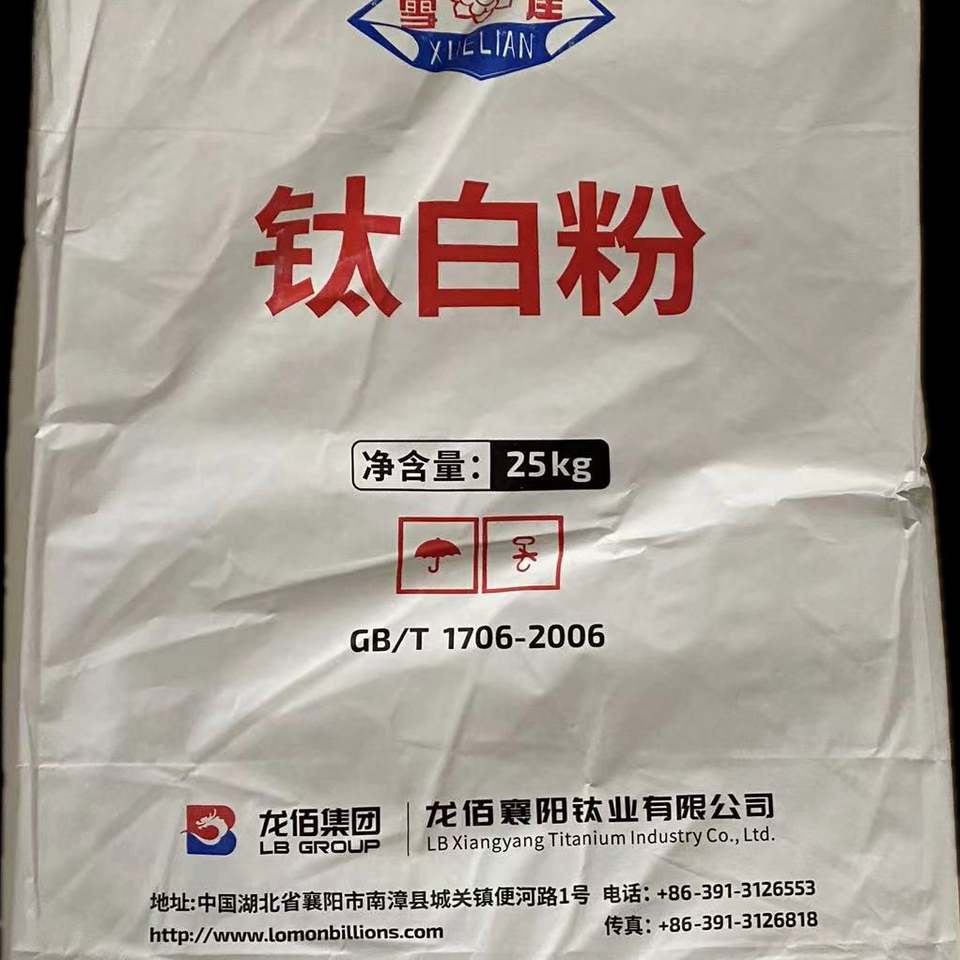 雪莲
XUELIAN
钛白粉
净含量: 25kg
GB/T 1706-2006
龙佰集团
LB GROUP
龙佰襄阳钛业有限公司
LB Xiangyang Titanium Industry Co., Ltd.
地址:中国湖北省襄阳市南漳县城关镇便河路1号 电话: +86-391-3126553
http://www.lomonbillions.com 传真: +86-391-3126818